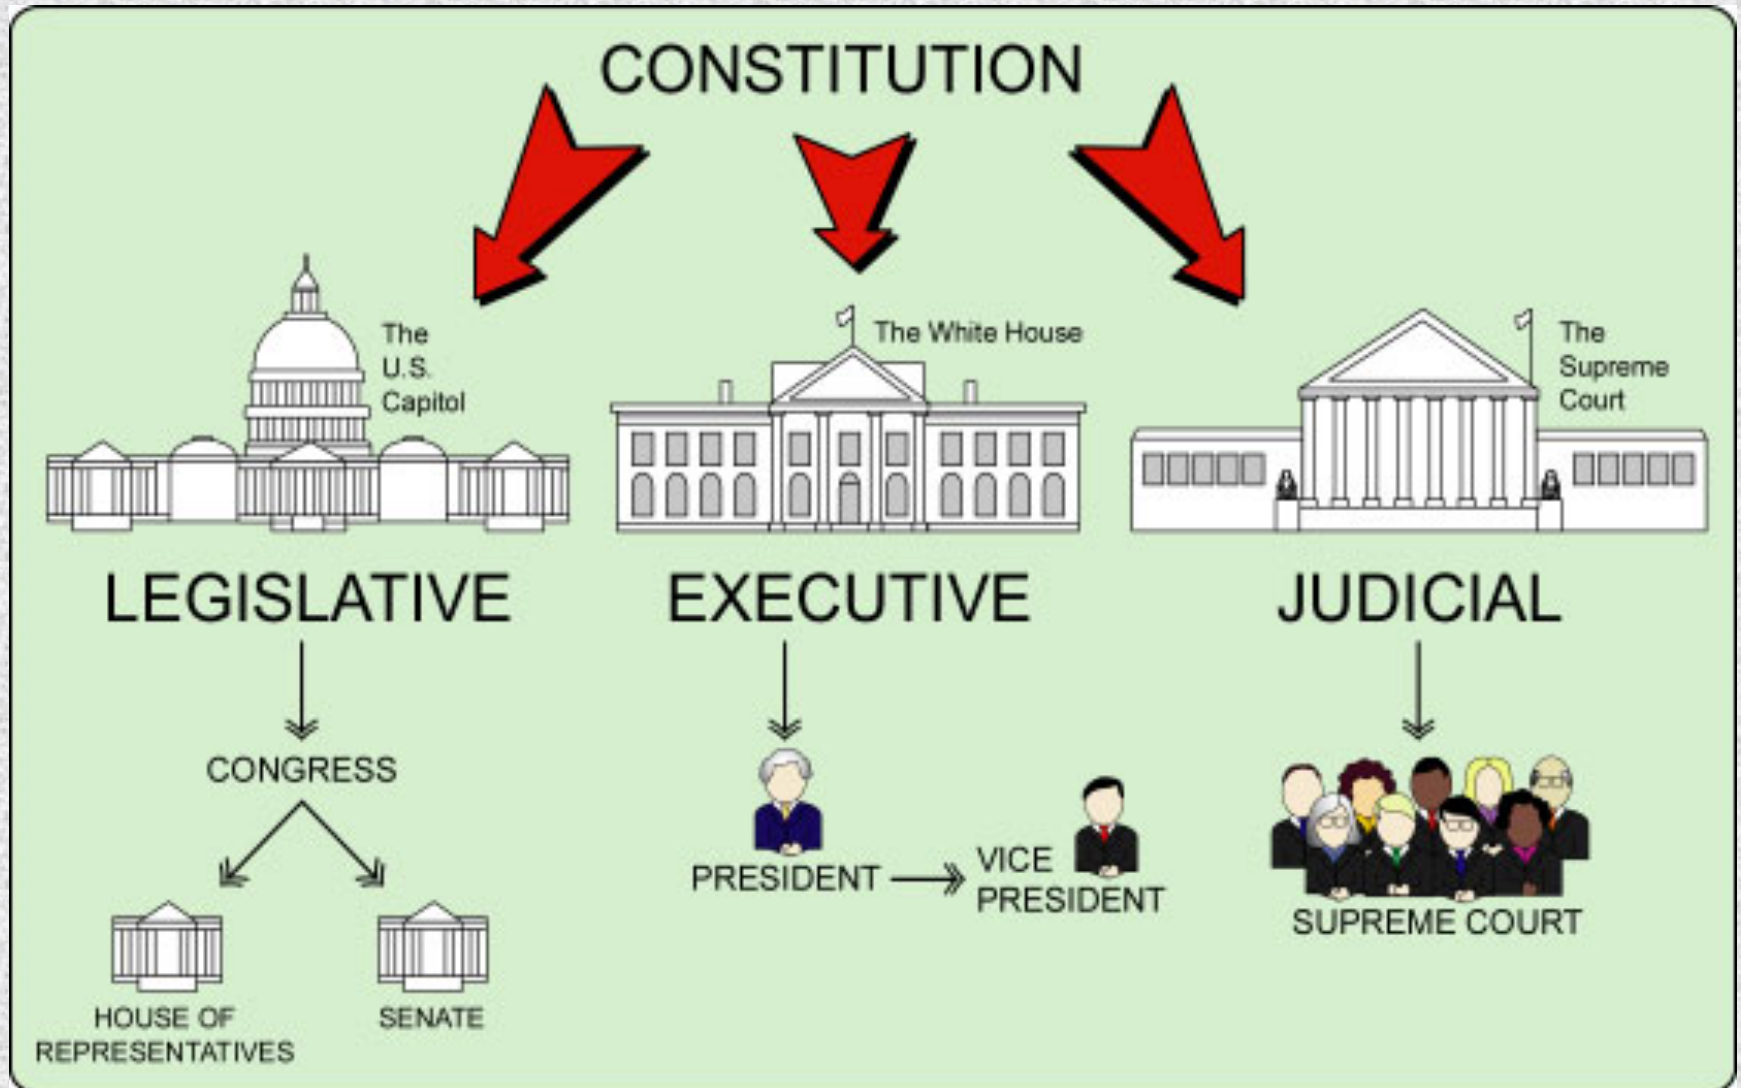 CONSTITUTION
The
U.S.
Capitol
The White House
The
Supreme
Court
LEGISLATIVE
EXECUTIVE
JUDICIAL
CONGRESS
HOUSE OF
REPRESENTATIVES
SENATE
PRESIDENT
VICE
PRESIDENT
SUPREME COURT